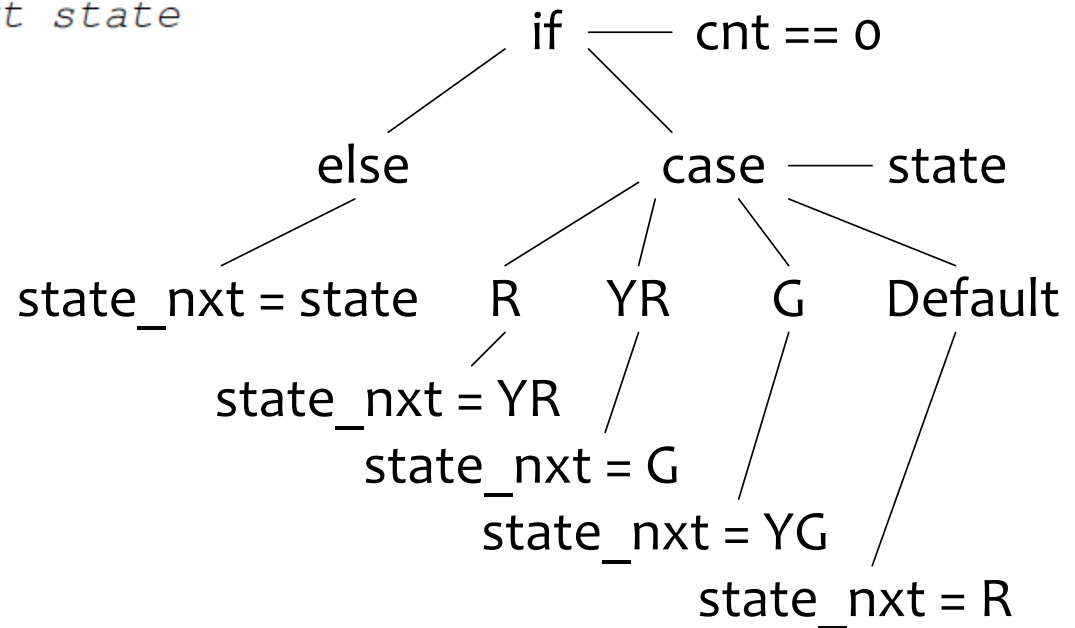 t state
if cnt == 0
else case state
state_nxt = state R YR G Default
state_nxt = YR
state_nxt = G
state_nxt = YG
state_nxt = R